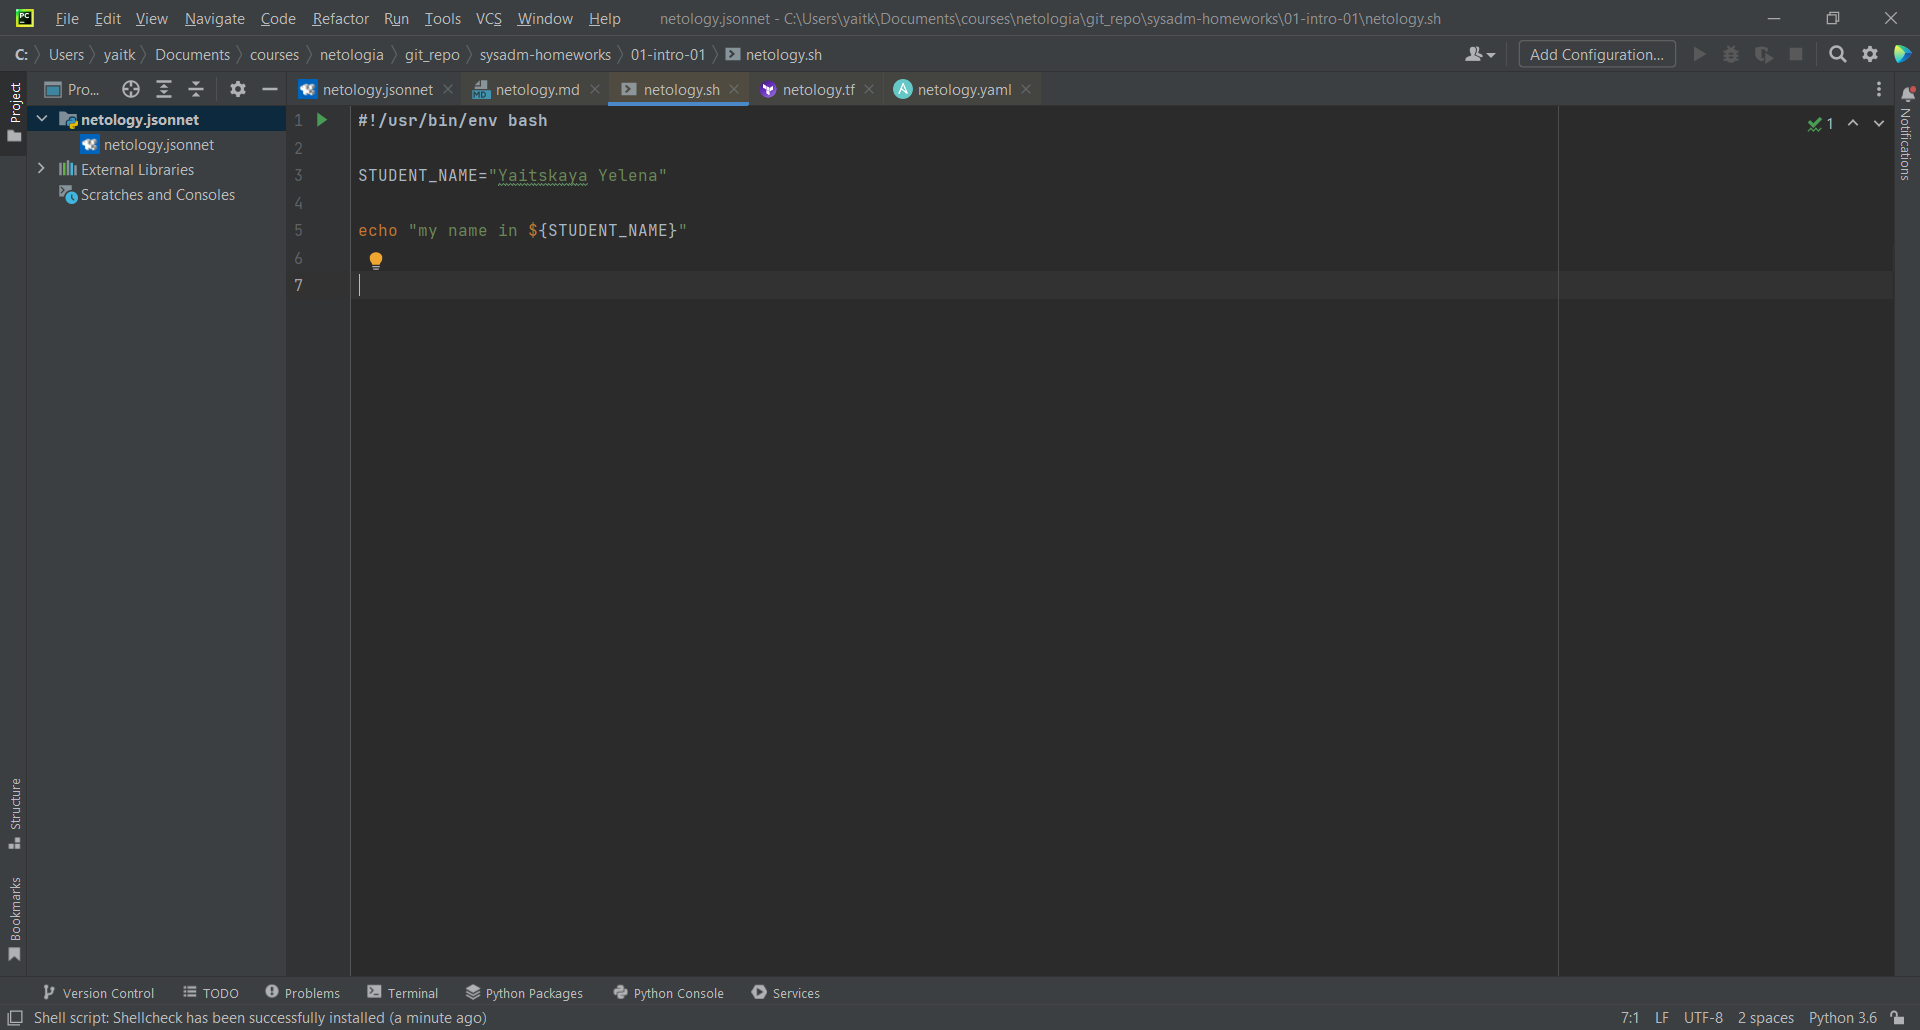 PC File Edit View Navigate Code Refactor Run Tools VCS Window Help netology.jsonnet - C:\Users\yaitk\Documents\courses\netologia\git_repo\sysadm-homeworks\01-intro-01\netology.sh
C: Users yaitk Documents courses netologia git_repo sysadm-homeworks 01-intro-01 netology.sh Add Configuration...
Project
Pro...
netology.jsonnet MD netology.md netology.sh netology.tf A netology.yaml
Notifications
netology.jsonnet
netology.jsonnet
External Libraries
Scratches and Consoles
1 #!/usr/bin/env bash
1
2
3 STUDENT_NAME="Yaitskaya Yelena"
4
5 echo "my name in ${STUDENT_NAME}"
6
7
Structure
Bookmarks
Version Control TODO Problems Terminal Python Packages Python Console Services
Shell script: Shellcheck has been successfully installed (a minute ago) 7:1 LF UTF-8 2 spaces Python 3.6